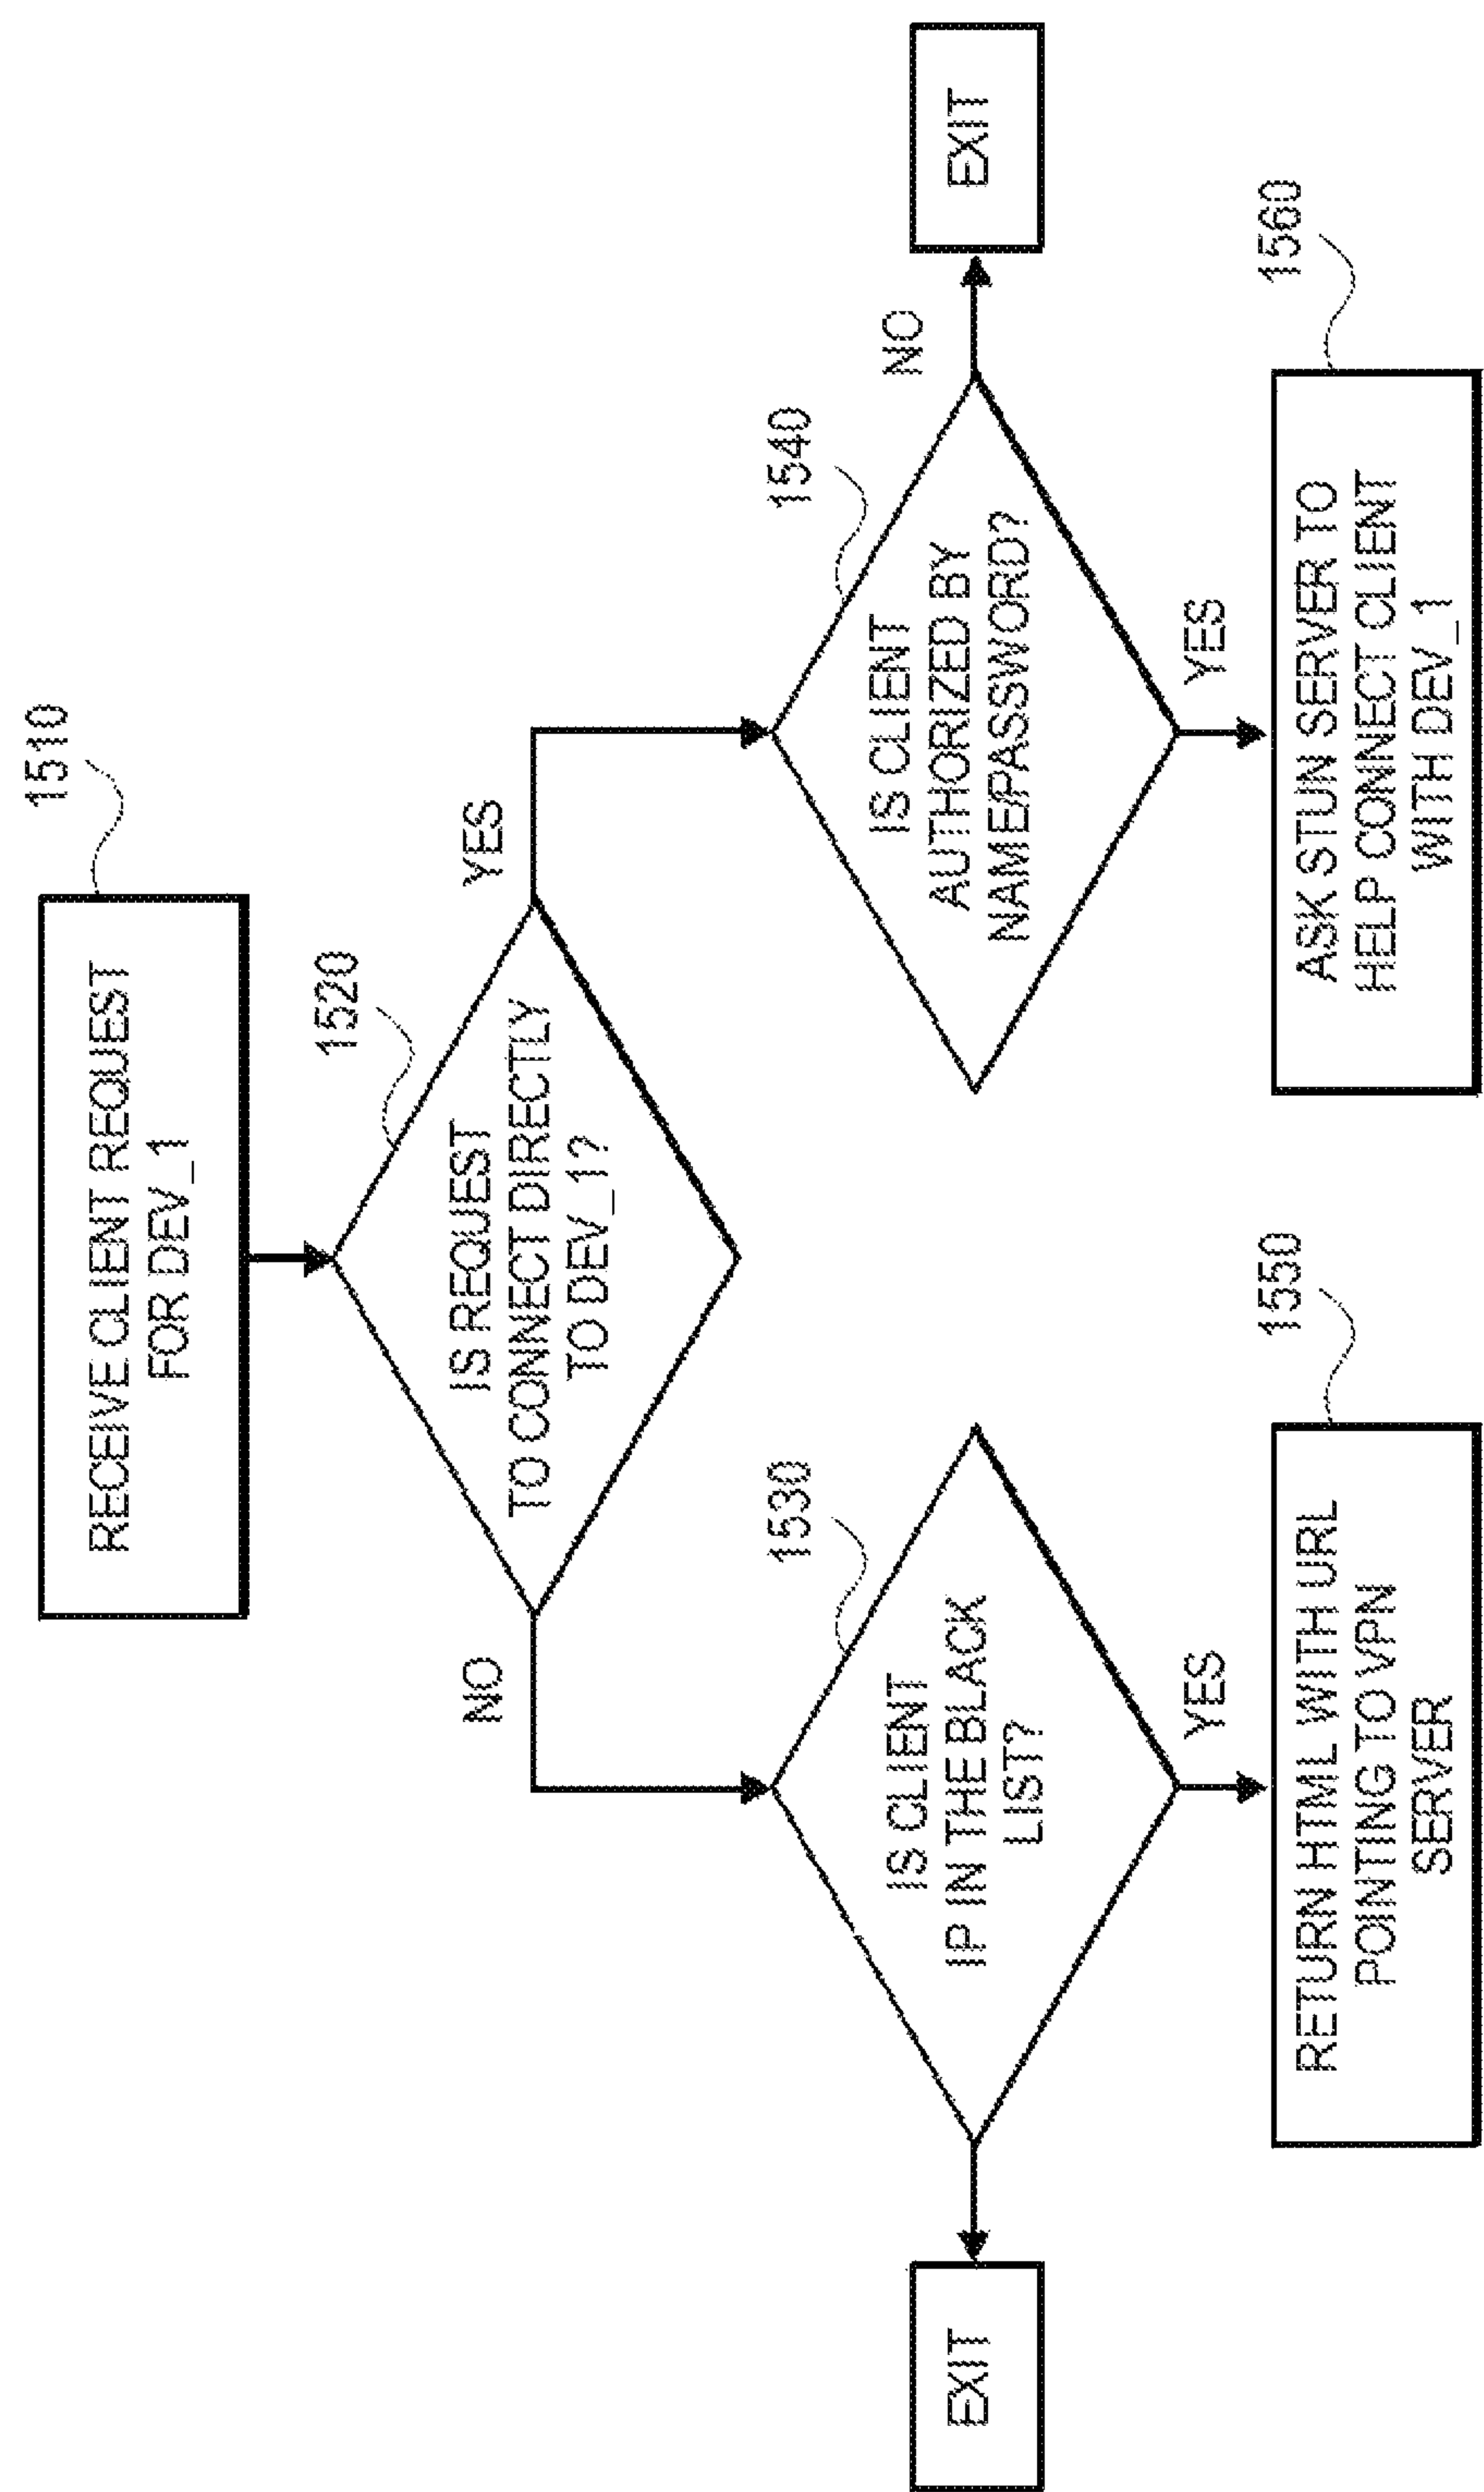 1510
RECEIVE CLIENT REQUEST
FOR DEV_1
1520
IS REQUEST
TO CONNECT DIRECTLY
TO DEV_1?
NO
YES
1530
IS CLIENT
IP IN THE BLACK
LIST?
EXIT
YES
1540
IS CLIENT
AUTHORIZED BY
NAME/PASSWORD?
NO
EXIT
YES
1550
RETURN HTML WITH URL
POINTING TO VPN
SERVER
1560
ASK STUN SERVER TO
HELP CONNECT CLIENT
WITH DEV_1